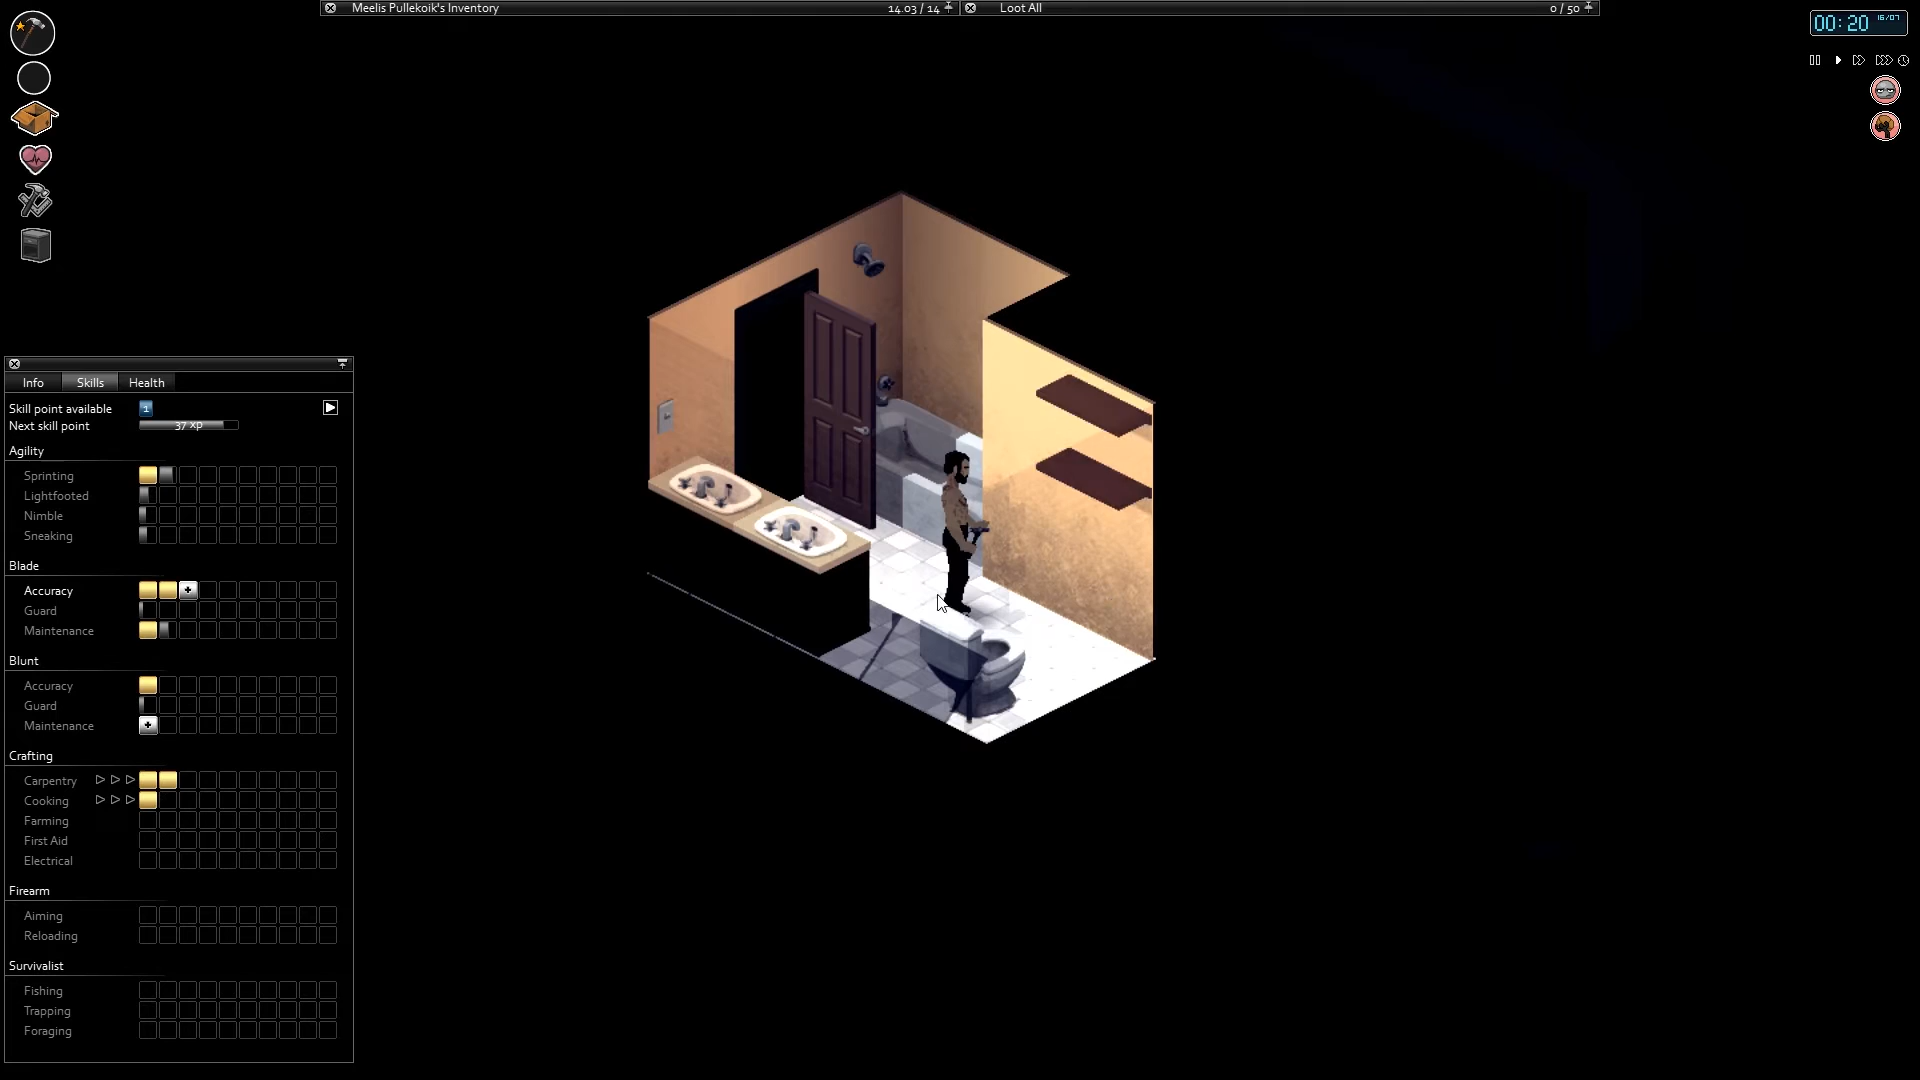 Meelis Pullekoik's Inventory 14.03 / 14
Loot All 0 / 50
00:20 16/07
Info Skills Health
Skill point available 1
Next skill point 37 xp
Agility
Sprinting
Lightfooted
Nimble
Sneaking
Blade
Accuracy
Guard
Maintenance
Blunt
Accuracy
Guard
Maintenance
Crafting
Carpentry
Cooking
Farming
First Aid
Electrical
Firearm
Aiming
Reloading
Survivalist
Fishing
Trapping
Foraging